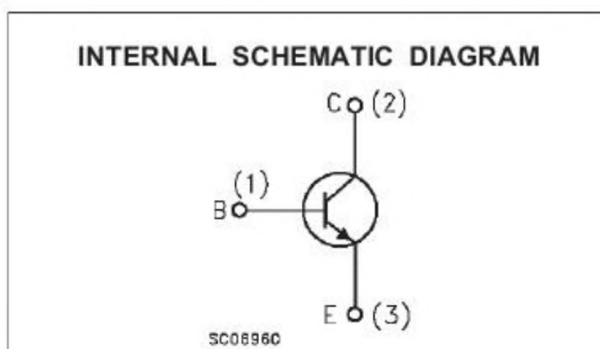 INTERNAL SCHEMATIC DIAGRAM
C (2)
(1)
B
E (3)
SC06960